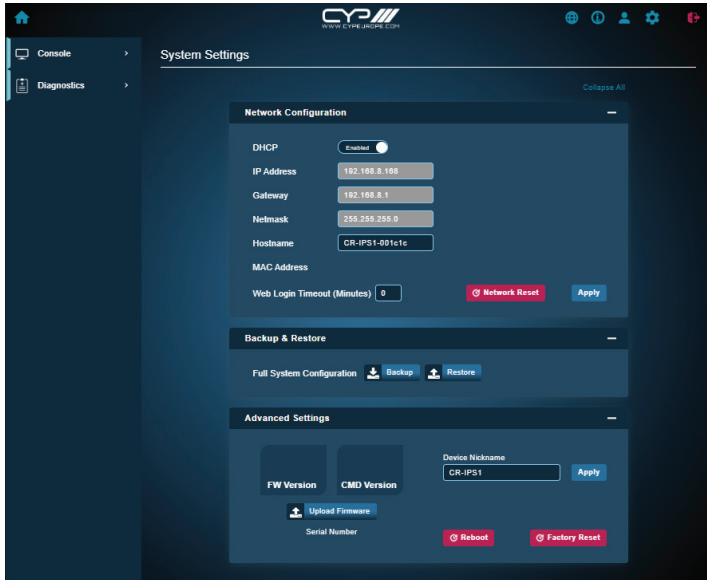 CYP
WWW.CYPEUROPE.COM
Console
Diagnostics
System Settings
Collapse All
Network Configuration
DHCP Enabled
IP Address 192.168.8.168
Gateway 192.168.8.1
Netmask 255.255.255.0
Hostname CR-IPS1-001c1c
MAC Address
Web Login Timeout (Minutes) 0 Network Reset Apply
Backup & Restore
Full System Configuration Backup Restore
Advanced Settings
Device Nickname
CR-IPS1 Apply
FW Version CMD Version
Upload Firmware
Serial Number
Reboot Factory Reset